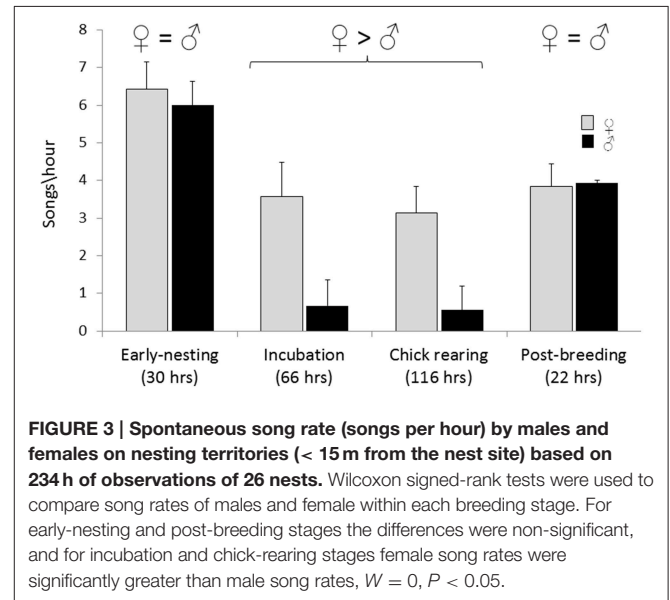 ♀ = ♂ ♀ > ♂ ♀ = ♂
8
7
6
5
4
3
2
1
0
Songs\hour
♀
♂
Early-nesting Incubation Chick rearing Post-breeding
(30 hrs) (66 hrs) (116 hrs) (22 hrs)
FIGURE 3 | Spontaneous song rate (songs per hour) by males and
females on nesting territories (< 15 m from the nest site) based on
234 h of observations of 26 nests. Wilcoxon signed-rank tests were used to
compare song rates of males and female within each breeding stage. For
early-nesting and post-breeding stages the differences were non-significant,
and for incubation and chick-rearing stages female song rates were
significantly greater than male song rates, W = 0, P < 0.05.